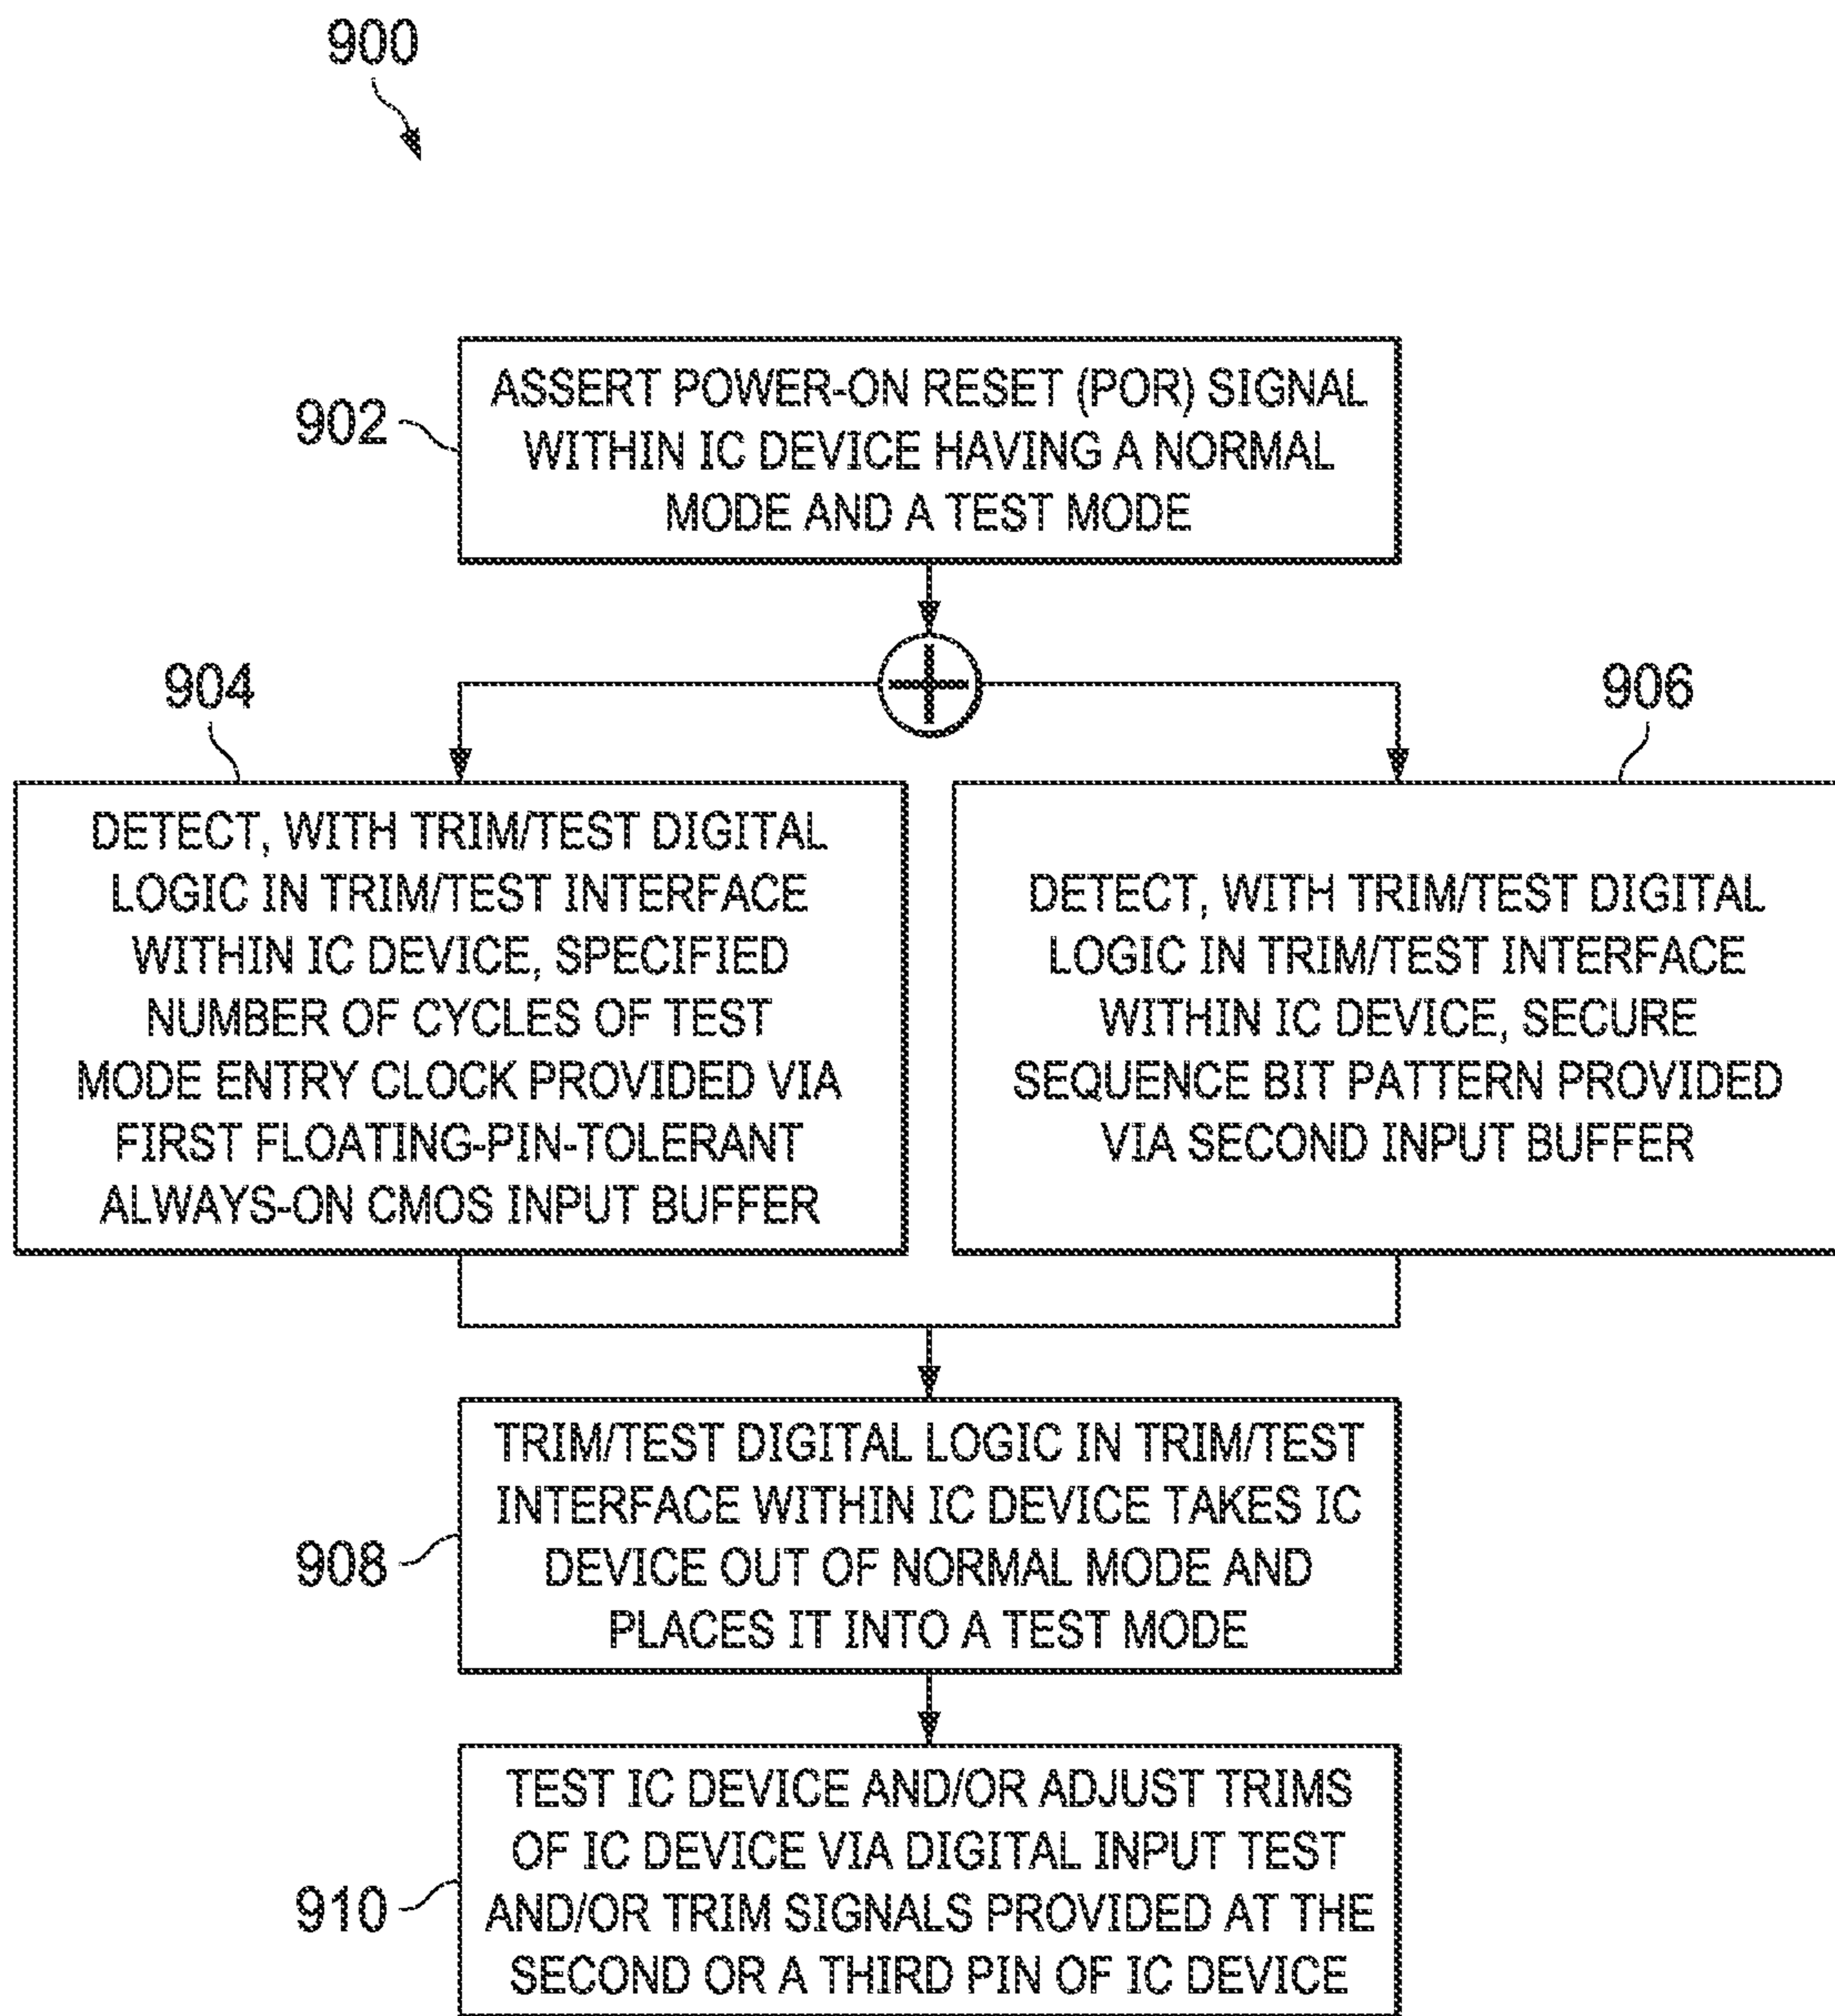 900
902
ASSERT POWER-ON RESET (POR) SIGNAL
WITHIN IC DEVICE HAVING A NORMAL
MODE AND A TEST MODE
904
DETECT, WITH TRIM/TEST DIGITAL
LOGIC IN TRIM/TEST INTERFACE
WITHIN IC DEVICE, SPECIFIED
NUMBER OF CYCLES OF TEST
MODE ENTRY CLOCK PROVIDED VIA
FIRST FLOATING-PIN-TOLERANT
ALWAYS-ON CMOS INPUT BUFFER
906
DETECT, WITH TRIM/TEST DIGITAL
LOGIC IN TRIM/TEST INTERFACE
WITHIN IC DEVICE, SECURE
SEQUENCE BIT PATTERN PROVIDED
VIA SECOND INPUT BUFFER
908
TRIM/TEST DIGITAL LOGIC IN TRIM/TEST
INTERFACE WITHIN IC DEVICE TAKES IC
DEVICE OUT OF NORMAL MODE AND
PLACES IT INTO A TEST MODE
910
TEST IC DEVICE AND/OR ADJUST TRIMS
OF IC DEVICE VIA DIGITAL INPUT TEST
AND/OR TRIM SIGNALS PROVIDED AT THE
SECOND OR A THIRD PIN OF IC DEVICE